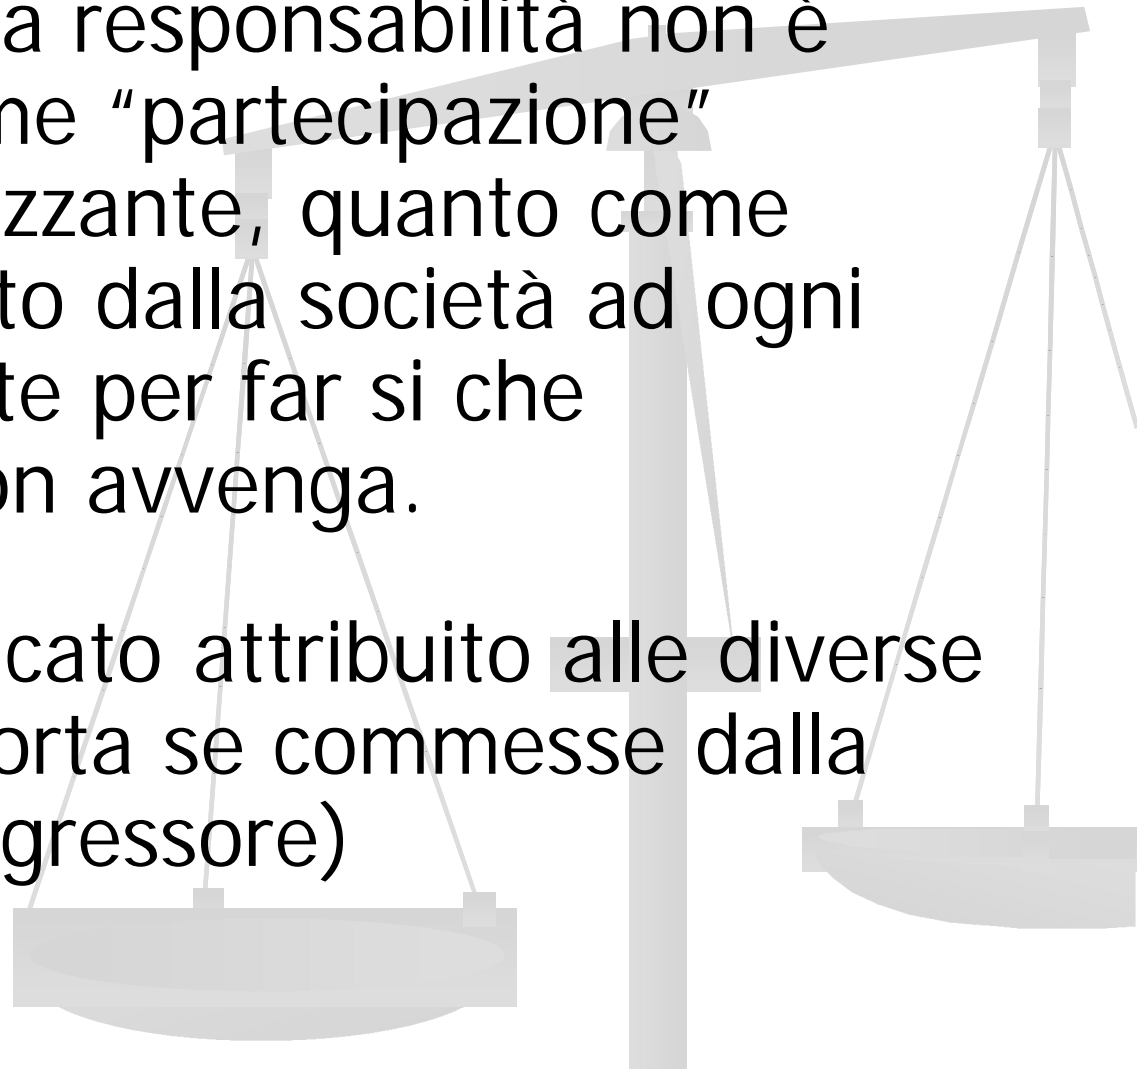 a responsabilità non è
me “partecipazione”
zzante, quanto come
to dalla società ad ogni
te per far si che
on avvenga.
cato attribuito alle diverse
orta se commesse dalla
gressore)